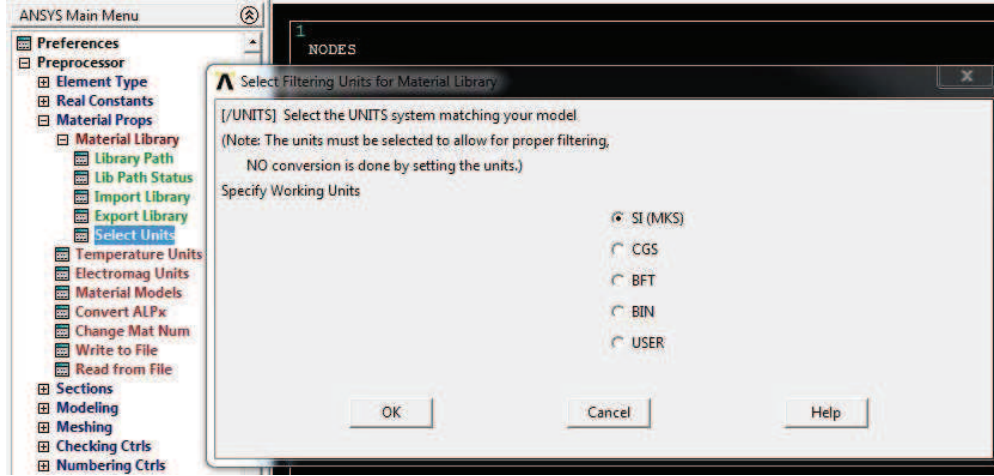 ANSYS Main Menu
Preferences
Preprocessor
Element Type
Real Constants
Material Props
Material Library
Library Path
Lib Path Status
Import Library
Export Library
Select Units
Temperature Units
Electromag Units
Material Models
Convert ALPx
Change Mat Num
Write to File
Read from File
Sections
Modeling
Meshing
Checking Ctrls
Numbering Ctrls
1
NODES
Select Filtering Units for Material Library
[/UNITS] Select the UNITS system matching your model
(Note: The units must be selected to allow for proper filtering,
NO conversion is done by setting the units.)
Specify Working Units
SI (MKS)
CGS
BFT
BIN
USER
OK
Cancel
Help